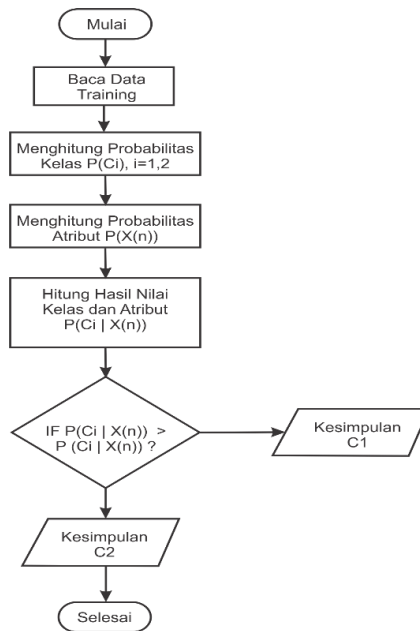 Mulai
Baca Data
Training
Menghitung Probabilitas
Kelas P(Ci), i=1,2
Menghitung Probabilitas
Atribut P(X(n))
Hitung Hasil Nilai
Kelas dan Atribut
P(Ci | X(n))
IF P(Ci | X(n)) >
P (Ci | X(n)) ?
Kesimpulan
C1
Kesimpulan
C2
Selesai